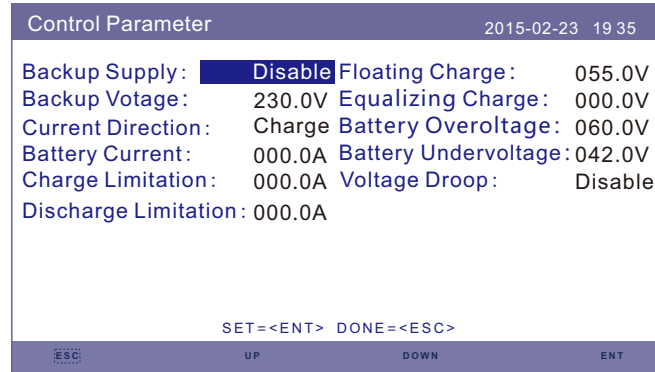 Control Parameter 2015-02-23 19 35
Backup Supply: Disable Floating Charge: 055.0V
Backup Votage: 230.0V Equalizing Charge: 000.0V
Current Direction: Charge Battery Overoltage: 060.0V
Battery Current: 000.0A Battery Undervoltage: 042.0V
Charge Limitation: 000.0A Voltage Droop: Disable
Discharge Limitation: 000.0A
SET=<ENT> DONE=<ESC>
ESC UP DOWN ENT